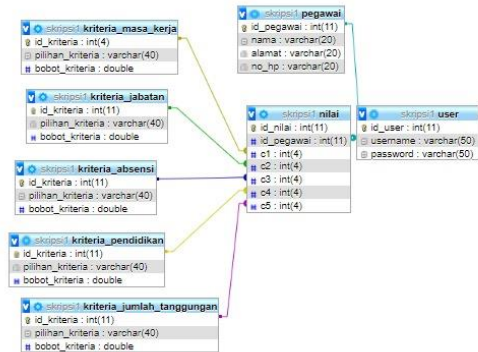 skripsi1 kriteria_masa_kerja
id_kriteria : int(4)
pilihan_kriteria : varchar(40)
bobot_kriteria : double
skripsi1 pegawai
id_pegawai : int(11)
nama : varchar(20)
alamat : varchar(20)
no_hp : varchar(20)
skripsi1 kriteria_jabatan
id_kriteria : int(11)
pilihan_kriteria : varchar(40)
bobot_kriteria : double
skripsi1 nilai
id_nilai : int(11)
id_pegawai : int(11)
c1 : int(4)
c2 : int(4)
c3 : int(4)
c4 : int(4)
c5 : int(4)
skripsi1 user
id_user : int(11)
username : varchar(50)
password : varchar(50)
skripsi1 kriteria_absensi
id_kriteria : int(11)
pilihan_kriteria : varchar(40)
bobot_kriteria : double
skripsi1 kriteria_pendidikan
id_kriteria : int(11)
pilihan_kriteria : varchar(40)
bobot_kriteria : double
skripsi1 kriteria_jumlah_tanggungan
id_kriteria : int(11)
pilihan_kriteria : varchar(40)
bobot_kriteria : double